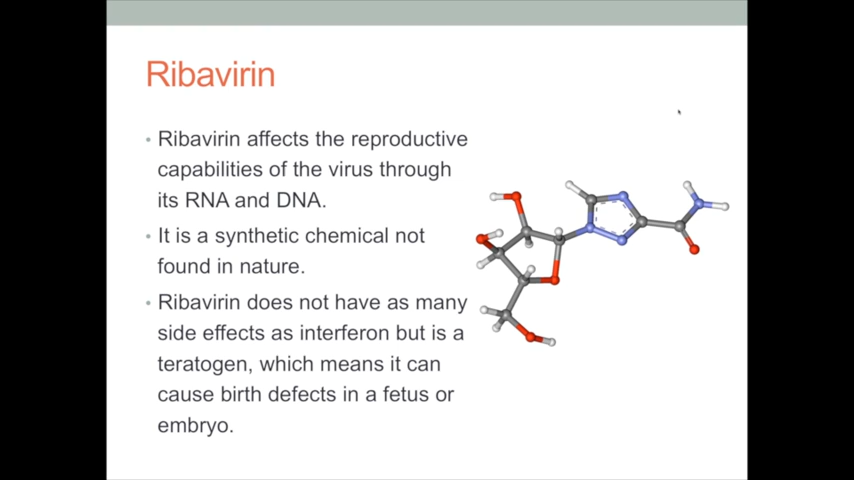 Ribavirin
• Ribavirin affects the reproductive
capabilities of the virus through
its RNA and DNA.
• It is a synthetic chemical not
found in nature.
• Ribavirin does not have as many
side effects as interferon but is a
teratogen, which means it can
cause birth defects in a fetus or
embryo.